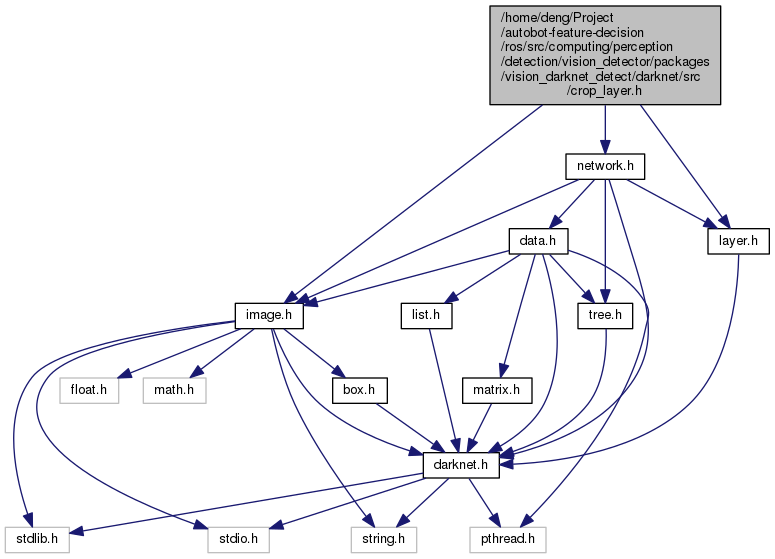 /home/deng/Project
/autobot-feature-decision
/ros/src/computing/perception
/detection/vision_detector/packages
/vision_darknet_detect/darknet/src
/crop_layer.h
network.h
data.h
layer.h
image.h
list.h
tree.h
float.h
math.h
box.h
matrix.h
darknet.h
stdlib.h
stdio.h
string.h
pthread.h